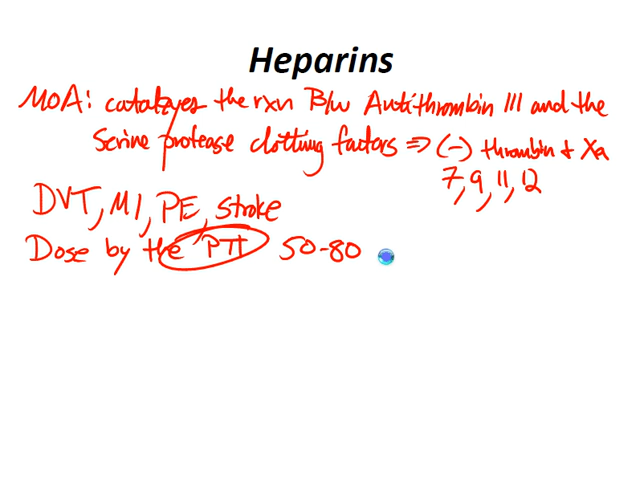 Heparins
MOA: catalyzes the rxn B/w Antithrombin III and the
Serine protease clotting factors ⇒ (-) thrombin + Xa
7, 9, 11, 12
DVT, MI, PE, stroke
Dose by the PTT 50-80